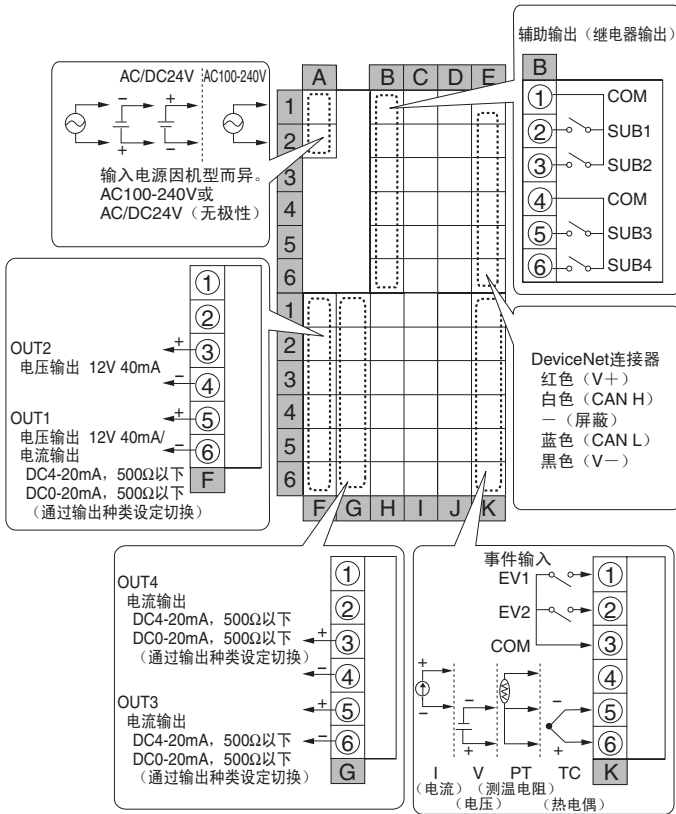 AC/DC24V AC100-240V
－ ＋
＋ －
输入电源因机型而异。
AC100-240V或
AC/DC24V（无极性）
A B C D E
1
2
3
4
5
6
1
2
3
4
5
6
F G H I J K
辅助输出（继电器输出）
B
① COM
② SUB1
③ SUB2
④ COM
⑤ SUB3
⑥ SUB4
DeviceNet连接器
红色（V＋）
白色（CAN H）
－（屏蔽）
蓝色（CAN L）
黑色（V－）
①
②
OUT2 ＋ ③
电压输出 12V 40mA
－ ④
OUT1 ＋ ⑤
电压输出 12V 40mA/
－ ⑥
电流输出
DC4-20mA，500Ω以下
F
DC0-20mA，500Ω以下
（通过输出种类设定切换）
OUT4 ①
电流输出 ②
DC4-20mA，500Ω以下
DC0-20mA，500Ω以下 ＋ ③
（通过输出种类设定切换）
－ ④
OUT3 ＋ ⑤
电流输出
DC4-20mA，500Ω以下 － ⑥
DC0-20mA，500Ω以下
（通过输出种类设定切换） G
事件输入
EV1 ①
EV2 ②
COM ③
④
＋ － － ⑤
－ ＋ ＋ ⑥
I V PT TC K
（电流） （测温电阻）
（电压） （热电偶）